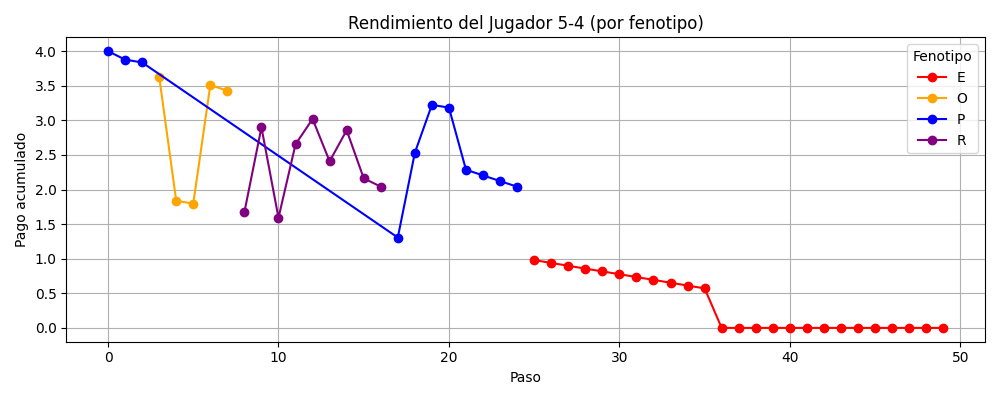 Rendimiento del Jugador 5-4 (por fenotipo)
Pago acumulado
4.0
3.5
3.0
2.5
2.0
1.5
1.0
0.5
0.0
Fenotipo
E
O
P
R
0 10 20 30 40 50
Paso